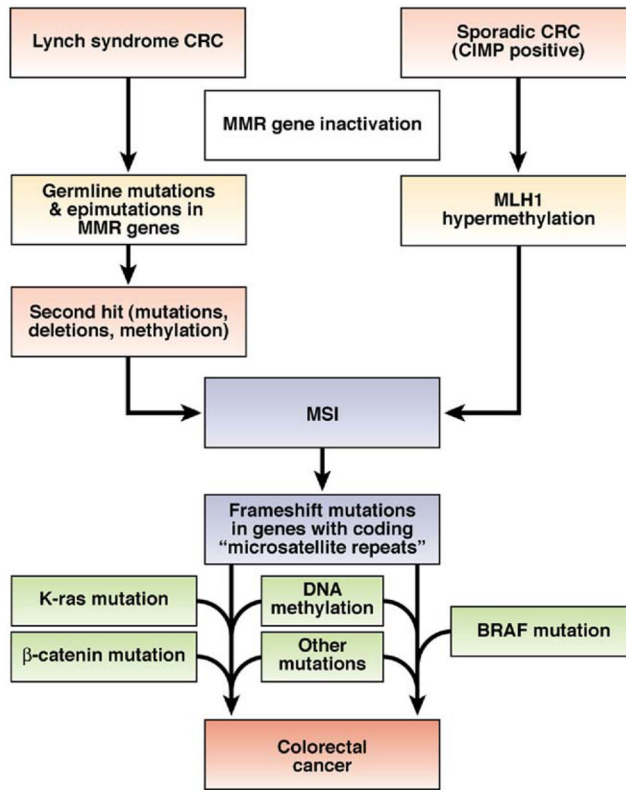 Lynch syndrome CRC
Sporadic CRC
(CIMP positive)
MMR gene inactivation
Germline mutations
& epimutations in
MMR genes
MLH1
hypermethylation
Second hit (mutations,
deletions, methylation)
MSI
Frameshift mutations
in genes with coding
“microsatellite repeats”
K-ras mutation
DNA
methylation
BRAF mutation
β-catenin mutation
Other
mutations
Colorectal
cancer